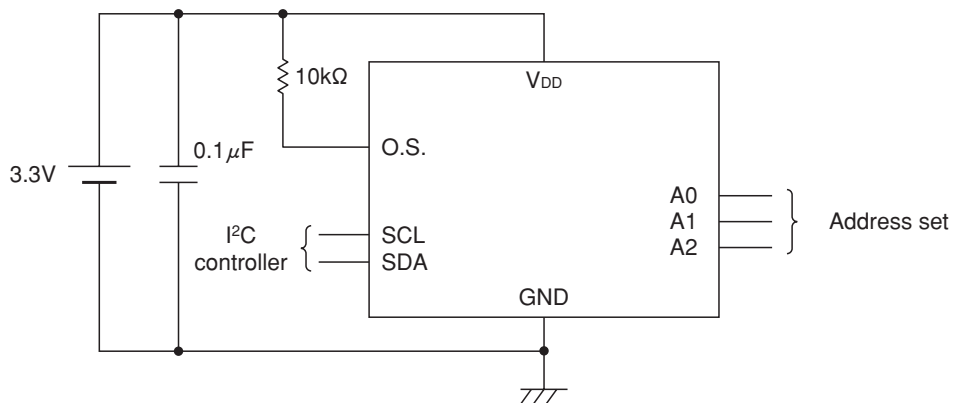 10kΩ
VDD
0.1μF
O.S.
3.3V
A0
A1
A2
Address set
I²C
controller
SCL
SDA
GND